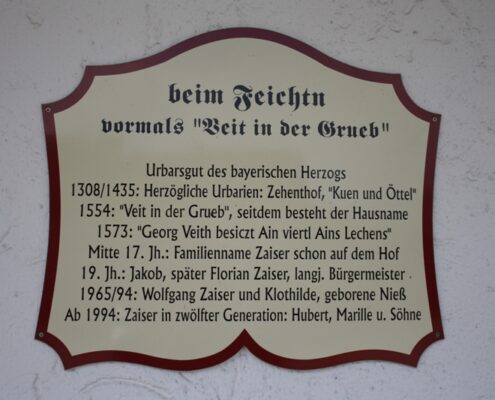 beim Feichtn
vormals "Veit in der Grueb"
Urbarsgut des bayerischen Herzogs
1308/1435: Herzögliche Urbarien: Zehenthof, "Kuen und Öttel"
1554: "Veit in der Grueb", seitdem besteht der Hausname
1573: "Georg Veith besiczt Ain viertl Ains Lechens"
Mitte 17. Jh.: Familienname Zaiser schon auf dem Hof
19. Jh.: Jakob, später Florian Zaiser, langj. Bürgermeister
1965/94: Wolfgang Zaiser und Klothilde, geborene Nieß
Ab 1994: Zaiser in zwölfter Generation: Hubert, Marille u. Söhne